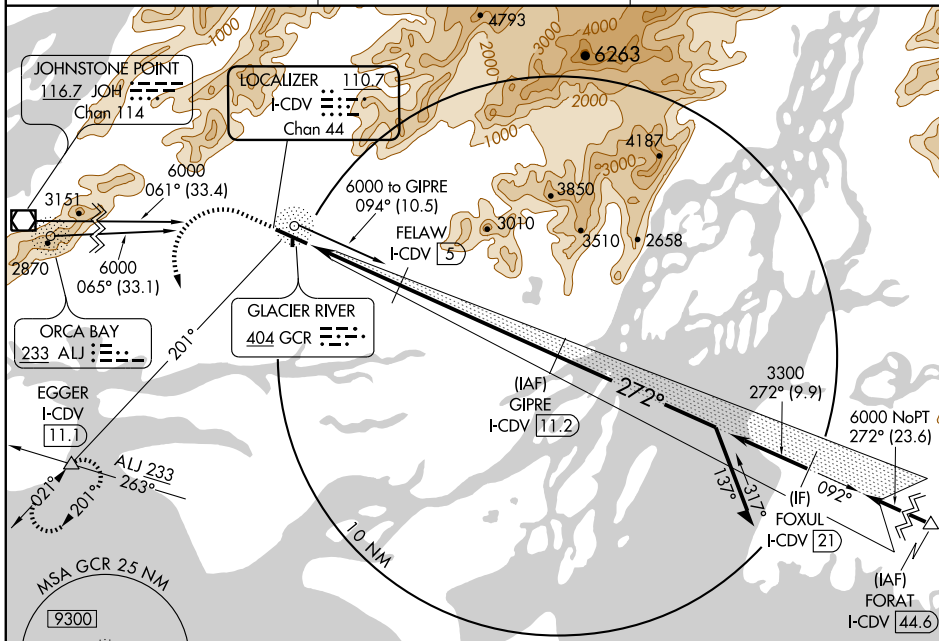 1000
4793
2000
3000
4000
6263
2000
1000
JOHNSTONE POINT
116.7 JOH
Chan 114
LOCALIZER 110.7
I-CDV
Chan 44
4187
3000
3850
3010
3510
2658
6000
061° (33.4)
3151
2870
6000
065° (33.1)
6000 to GIPRE
094° (10.5)
FELAW
I-CDV 5
ORCA BAY
233 ALJ
GLACIER RIVER
404 GCR
201°
EGGER
I-CDV
11.1
ALJ 233
263°
021°
201°
(IAF)
GIPRE
I-CDV 11.2
272°
3300
272° (9.9)
6000 NoPT
272° (23.6)
137°
317°
092°
(IF)
FOXUL
I-CDV 21
(IAF)
FORAT
I-CDV 44.6
10 NM
MSA GCR 25 NM
9300